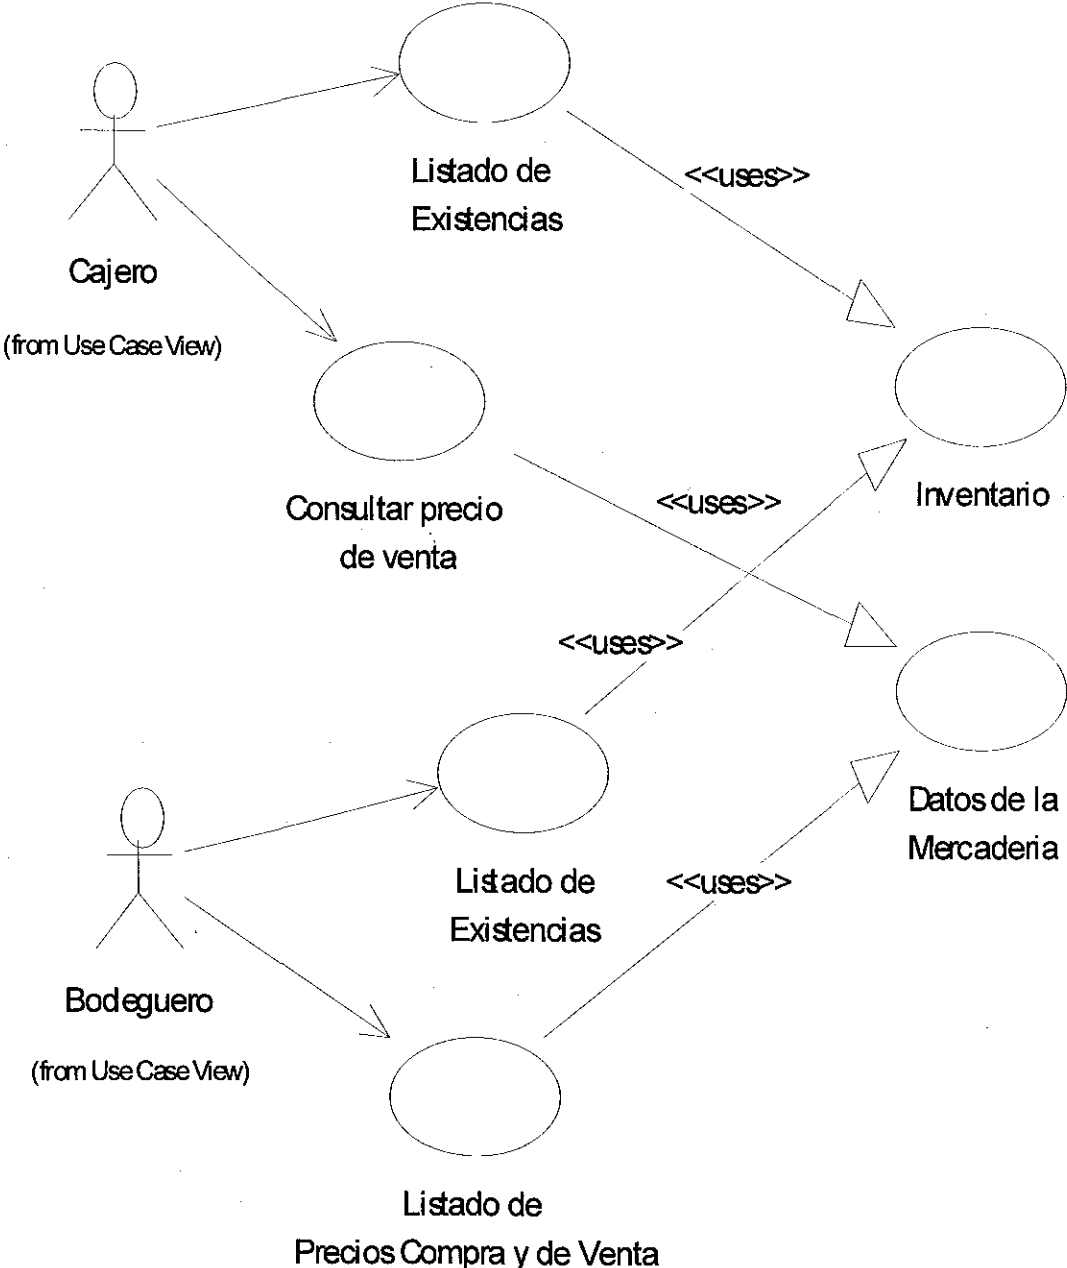 Listado de
Existencias
<<uses>>
Cajero
(from Use Case View)
Inventario
Consultar precio
de venta
<<uses>>
<<uses>>
Datos de la
Mercaderia
Listado de
Existencias
<<uses>>
Bodeguero
(from Use Case View)
Listado de
Precios Compra y de Venta